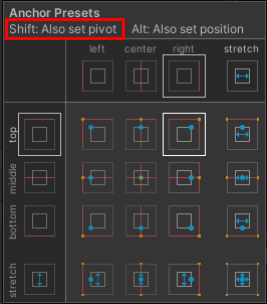 Anchor Presets
Shift: Also set pivot Alt: Also set position
left center right stretch
top
middle
bottom
stretch